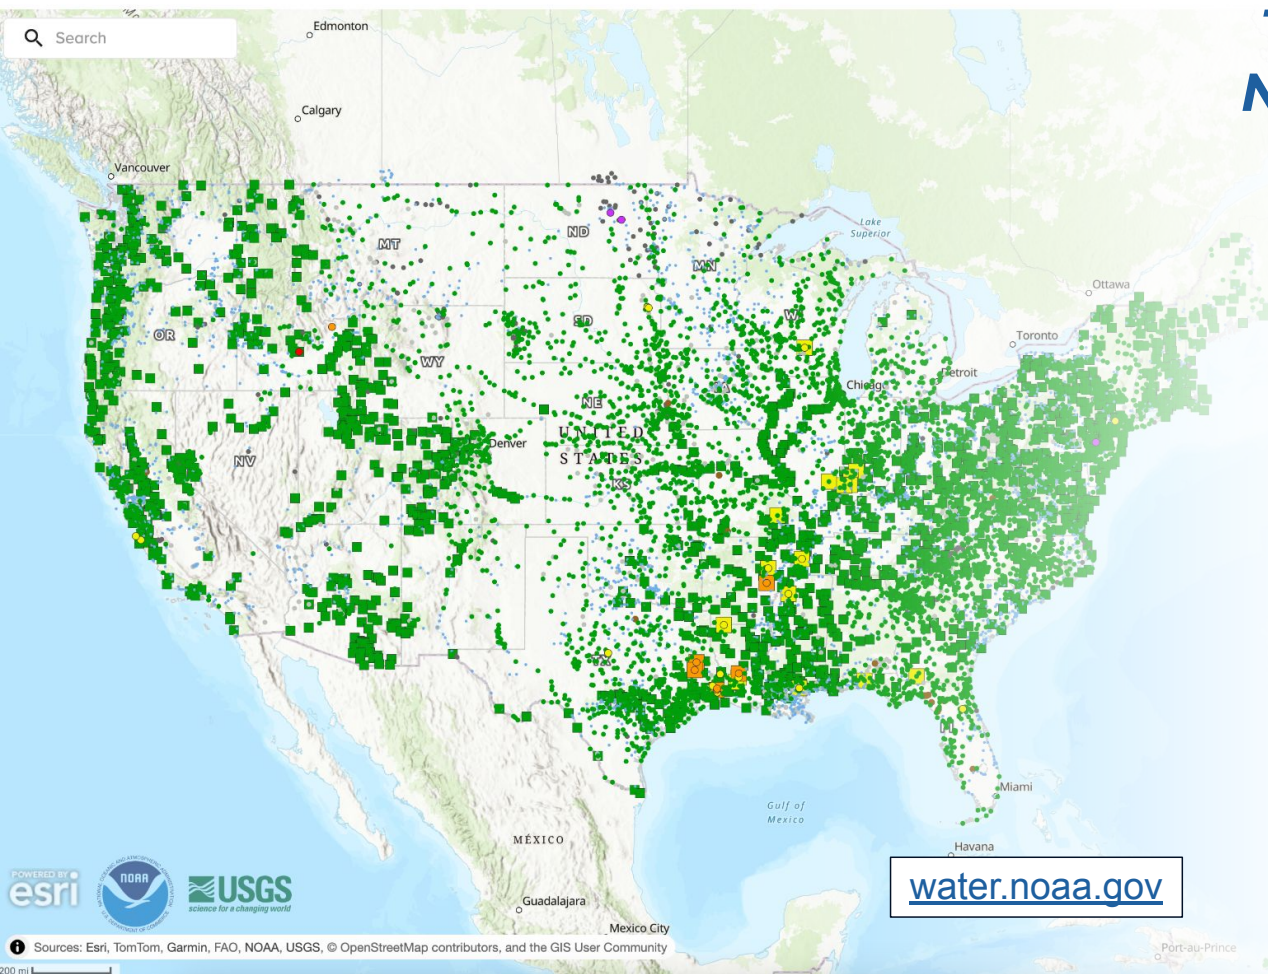 Search
Edmonton
Calgary
Vancouver
Lake
Superior
MT
ND
MN
Ottawa
OR
SD
Toronto
WY
Detroit
Chicago
NE
UNITED
STATES
Denver
NV
KS
Miami
Gulf of
Mexico
MÉXICO
Havana
POWERED BY
esri
NOAA
USGS
science for a changing world
water.noaa.gov
Guadalajara
Mexico City
Port-au-Prince
Sources: Esri, TomTom, Garmin, FAO, NOAA, USGS, © OpenStreetMap contributors, and the GIS User Community
200 mi